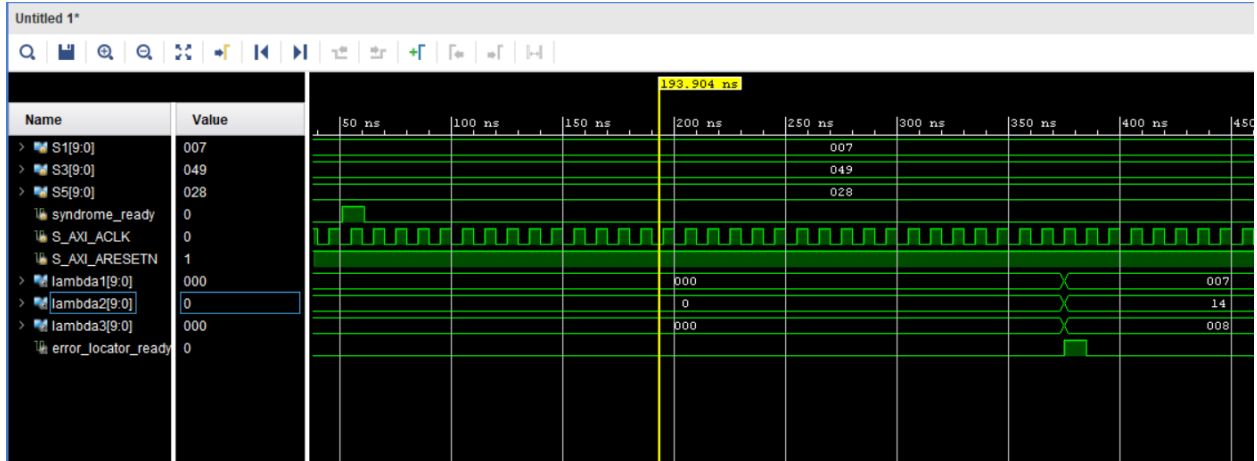 Untitled 1*
193.904 ns
Name Value 50 ns 100 ns 150 ns 200 ns 250 ns 300 ns 350 ns 400 ns 450
S1[9:0] 007 007
S3[9:0] 049 049
S5[9:0] 028 028
syndrome_ready 0
S_AXI_ACLK 0
S_AXI_ARESETN 1
lambda1[9:0] 000 000 007
lambda2[9:0] 0 0 14
lambda3[9:0] 000 000 008
error_locator_ready 0